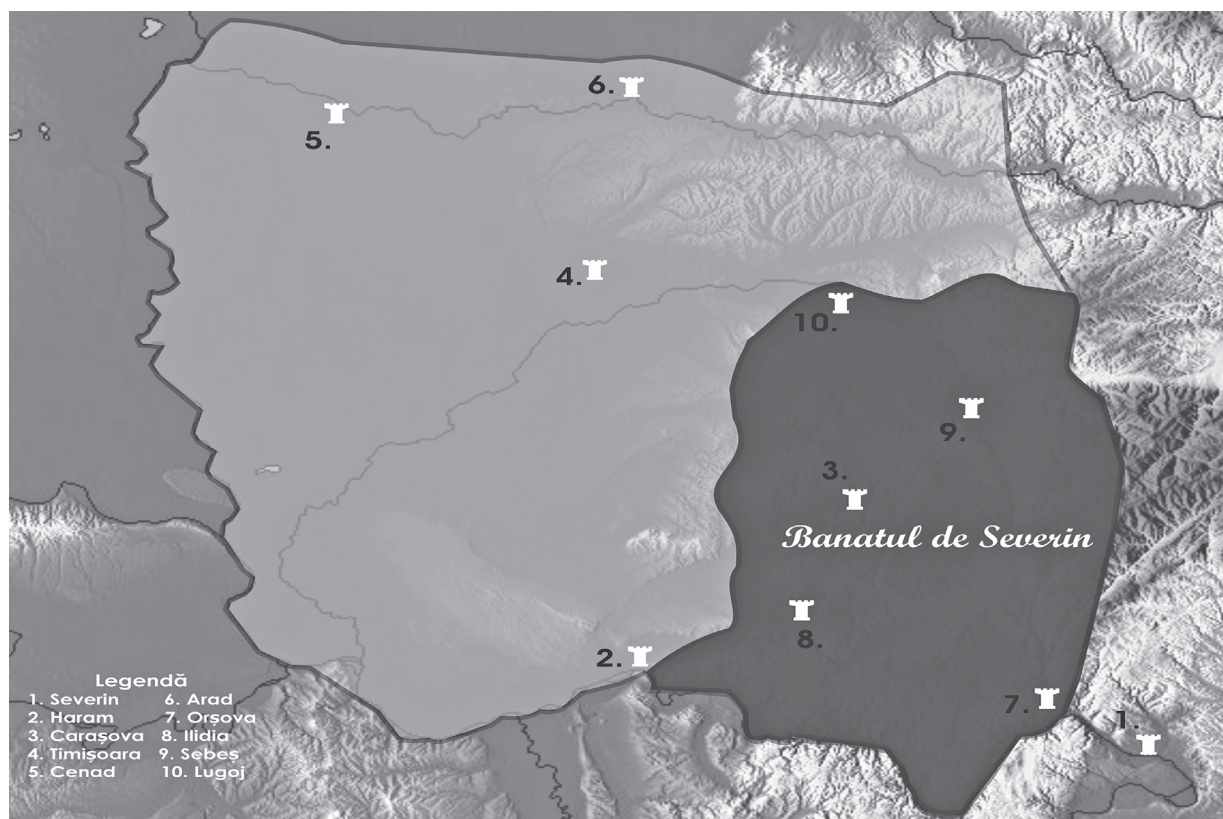 6.
5.
4.
10.
9.
3.
Banatul de Severin
8.
2.
7.
1.
Legendă
1. Severin 6. Arad
2. Haram 7. Orșova
3. Carașova 8. Ilidia
4. Timișoara 9. Sebeș
5. Cenad 10. Lugoj